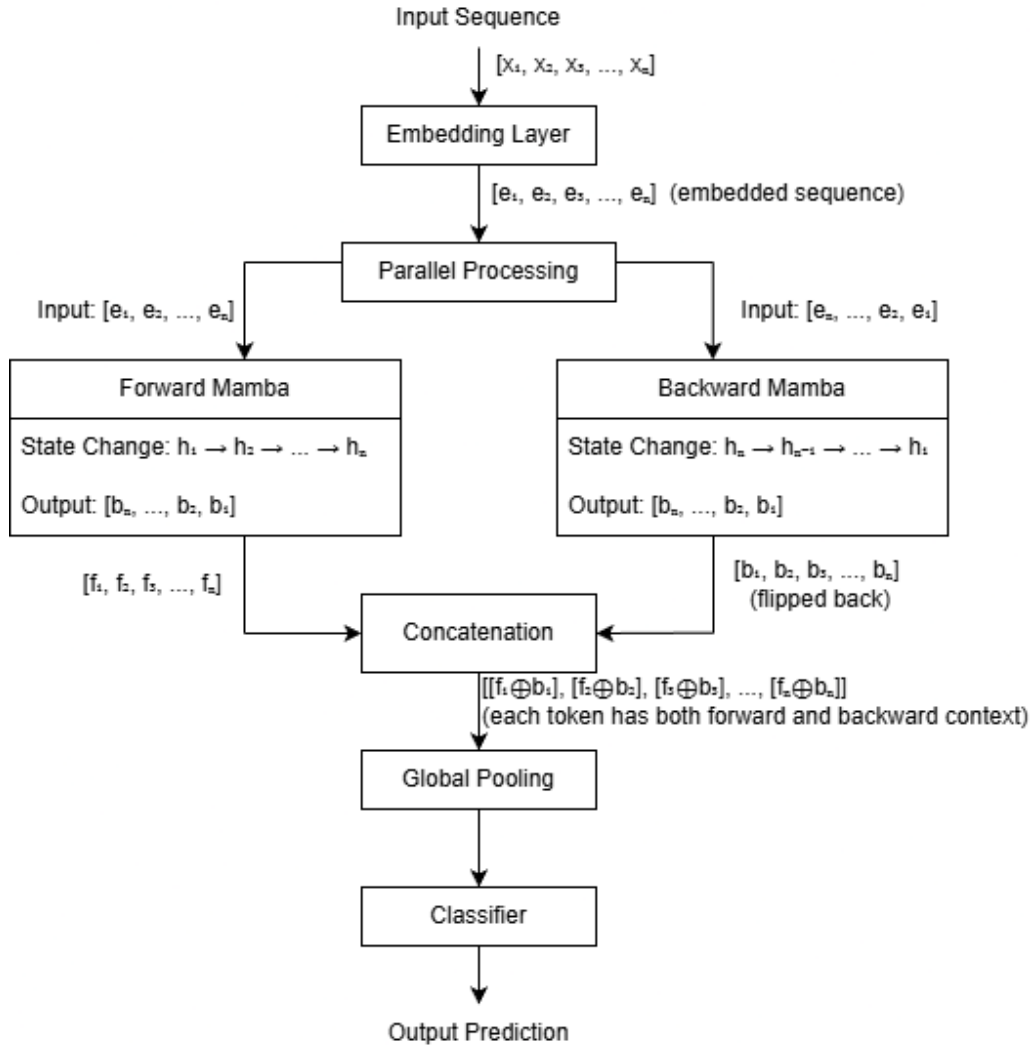 Input Sequence
[x₁, x₂, x₃, ..., xₙ]
Embedding Layer
[e₁, e₂, e₃, ..., eₙ] (embedded sequence)
Parallel Processing
Input: [e₁, e₂, ..., eₙ]
Input: [eₙ, ..., e₂, e₁]
Forward Mamba
State Change: h₁ → h₂ → ... → hₙ
Output: [bₙ, ..., b₂, b₁]
Backward Mamba
State Change: hₙ → hₙ₋₁ → ... → h₁
Output: [bₙ, ..., b₂, b₁]
[f₁, f₂, f₃, ..., fₙ]
[b₁, b₂, b₃, ..., bₙ]
(flipped back)
Concatenation
[[f₁⊕b₁], [f₂⊕b₂], [f₃⊕b₃], ..., [fₙ⊕bₙ]]
(each token has both forward and backward context)
Global Pooling
Classifier
Output Prediction